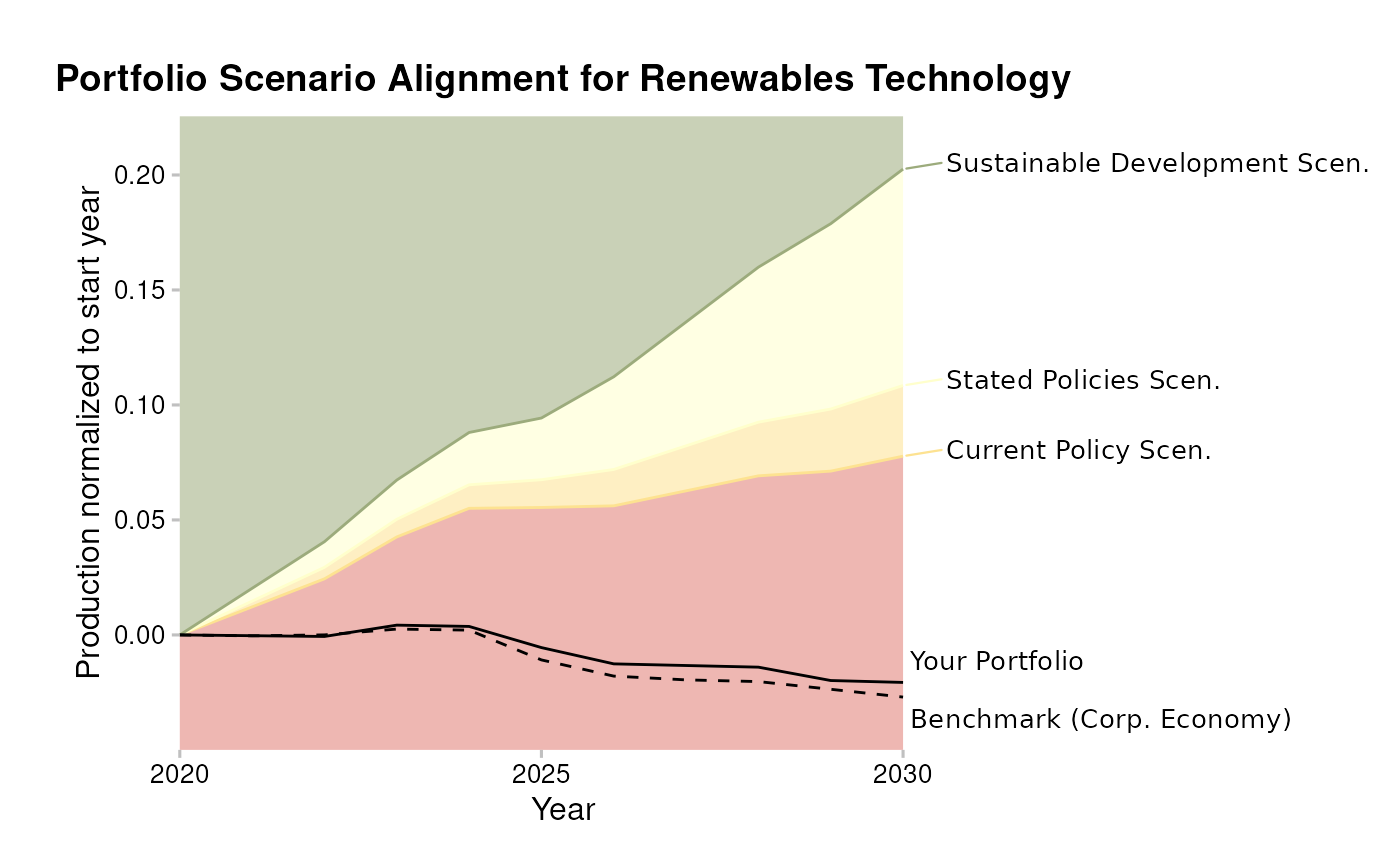 Portfolio Scenario Alignment for Renewables Technology
Production normalized to start year
0.20
0.15
0.10
0.05
0.00
Sustainable Development Scen.
Stated Policies Scen.
Current Policy Scen.
Your Portfolio
Benchmark (Corp. Economy)
2020
2025
2030
Year